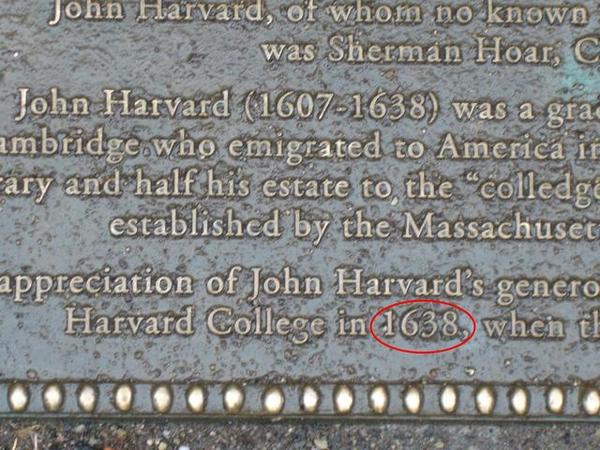 John Harvard, of whom no known
was Sherman Hoar, C
John Harvard (1607-1638) was a gra
ambridge who emigrated to America in
rary and half his estate to the "colledge
established by the Massachuset
appreciation of John Harvard's genero
Harvard College in 1638, when th